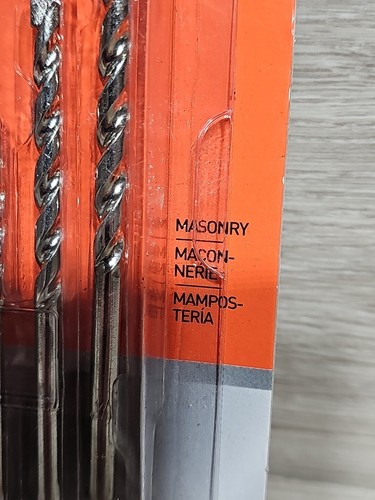 MASONRY
MAÇON-
NERIE
MAMPOS-
TERÍA